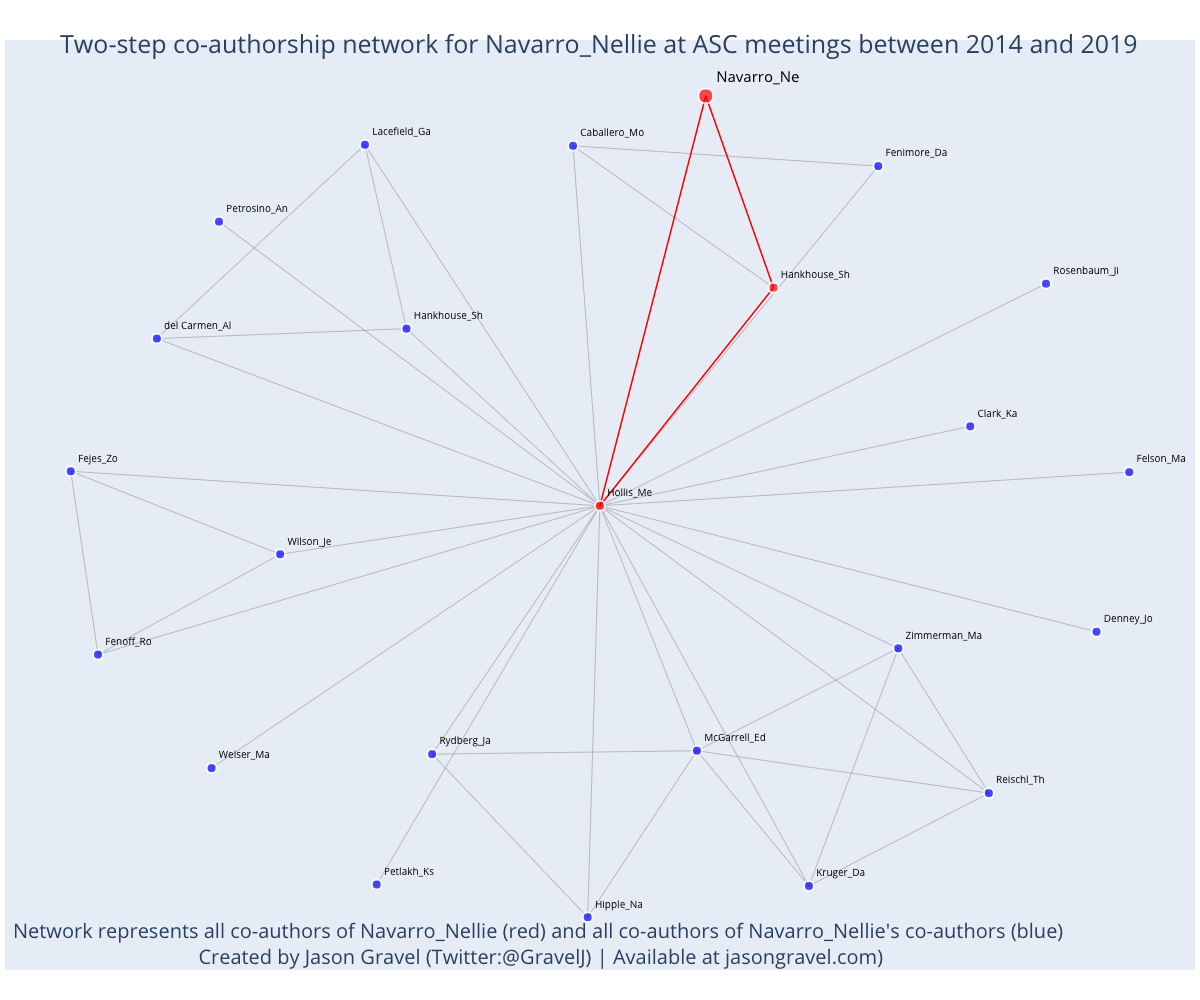 Two-step co-authorship network for Navarro_Nellie at ASC meetings between 2014 and 2019
Navarro_Ne
Lacefield_Ga
Caballero_Mo
Fenimore_Da
Petrosino_An
Rosenbaum_Ji
Hankhouse_Sh
Hankhouse_Sh
del Carmen_Al
Clark_Ka
Fejes_Zo
Felson_Ma
Hollis_Me
Wilson_Je
Denney_Jo
Zimmerman_Ma
Fenoff_Ro
McGarrell_Ed
Rydberg_Ja
Weiser_Ma
Reischl_Th
Petlakh_Ks
Kruger_Da
Hipple_Na
Network represents all co-authors of Navarro_Nellie (red) and all co-authors of Navarro_Nellie's co-authors (blue)
Created by Jason Gravel (Twitter:@GravelJ) | Available at jasongravel.com)